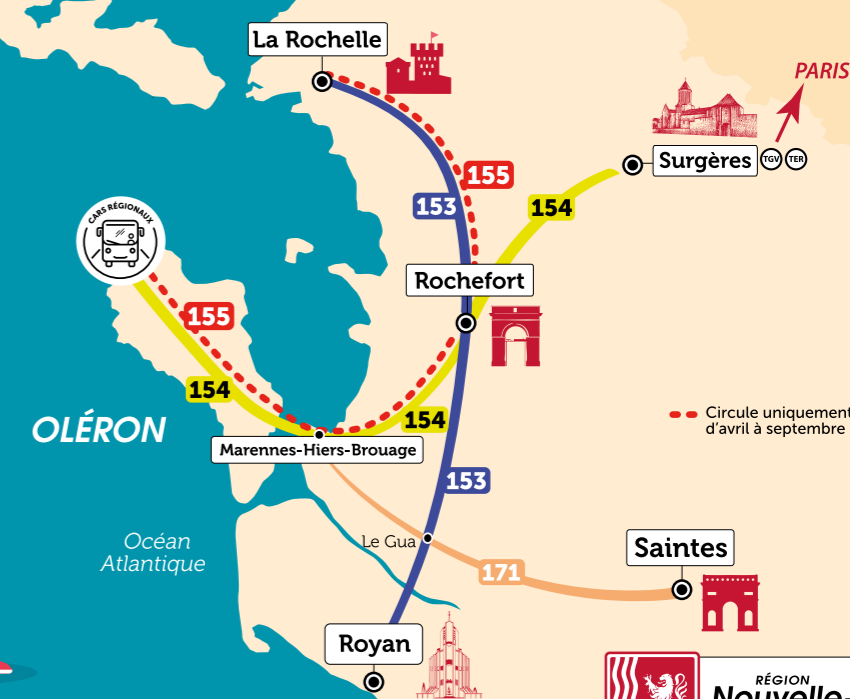 La Rochelle
PARIS
Surgères
TGV
TER
155
153
154
CARS RÉGIONAUX
Rochefort
155
154
154
Circule uniquement
d'avril à septembre
OLÉRON
Marennes-Hiers-Brouage
153
Océan
Atlantique
Le Gua
171
Saintes
Royan
RÉGION